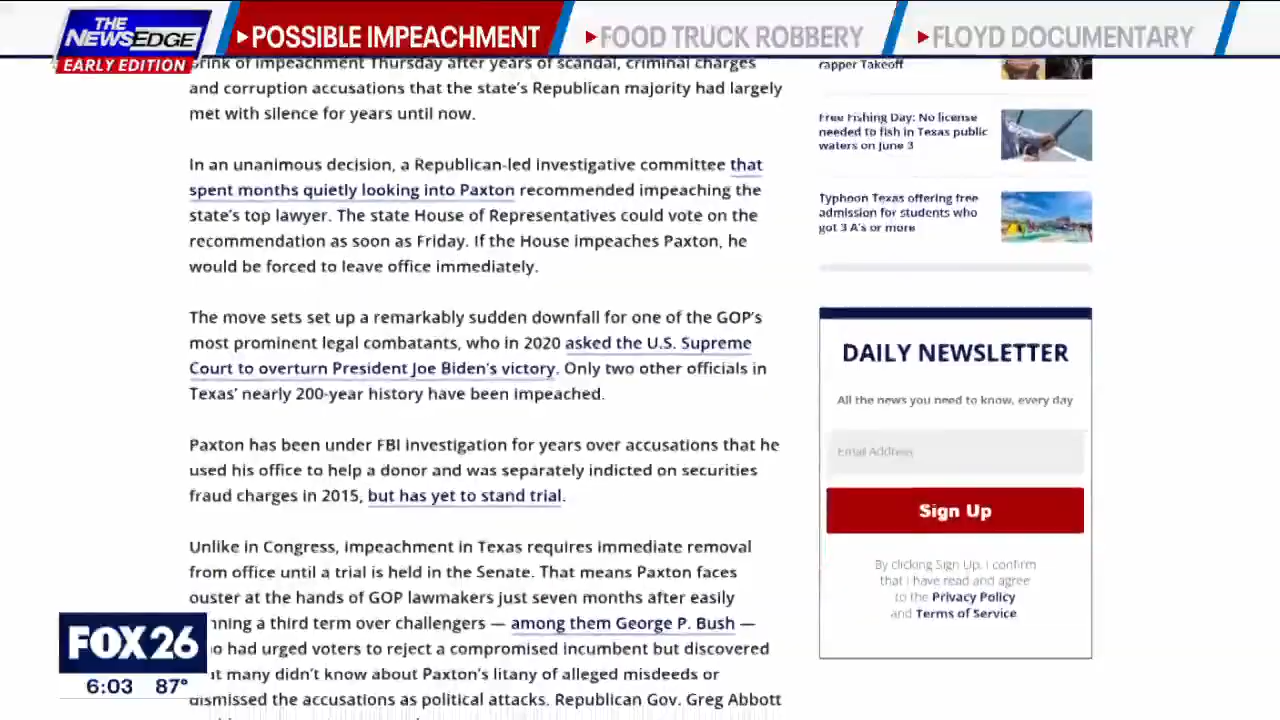 THE
NEWSEDGE
EARLY EDITION
POSSIBLE IMPEACHMENT
FOOD TRUCK ROBBERY
FLOYD DOCUMENTARY
brink of impeachment Thursday after years of scandal, criminal charges
and corruption accusations that the state's Republican majority had largely
met with silence for years until now.
In an unanimous decision, a Republican-led investigative committee that
spent months quietly looking into Paxton recommended impeaching the
state's top lawyer. The state House of Representatives could vote on the
recommendation as soon as Friday. If the House impeaches Paxton, he
would be forced to leave office immediately.
The move sets set up a remarkably sudden downfall for one of the GOP's
most prominent legal combatants, who in 2020 asked the U.S. Supreme
Court to overturn President Joe Biden's victory. Only two other officials in
Texas' nearly 200-year history have been impeached.
Paxton has been under FBI investigation for years over accusations that he
used his office to help a donor and was separately indicted on securities
fraud charges in 2015, but has yet to stand trial.
Unlike in Congress, impeachment in Texas requires immediate removal
from office until a trial is held in the Senate. That means Paxton faces
ouster at the hands of GOP lawmakers just seven months after easily
nning a third term over challengers — among them George P. Bush —
o had urged voters to reject a compromised incumbent but discovered
t many didn't know about Paxton's litany of alleged misdeeds or
dismissed the accusations as political attacks. Republican Gov. Greg Abbott
rapper Takeoff
Free Fishing Day: No license
needed to fish in Texas public
waters on June 3
Typhoon Texas offering free
admission for students who
got 3 A's or more
DAILY NEWSLETTER
All the news you need to know, every day
Email Address
Sign Up
By clicking Sign Up, I confirm
that I have read and agree
to the Privacy Policy
and Terms of Service
FOX 26
6:03 87°